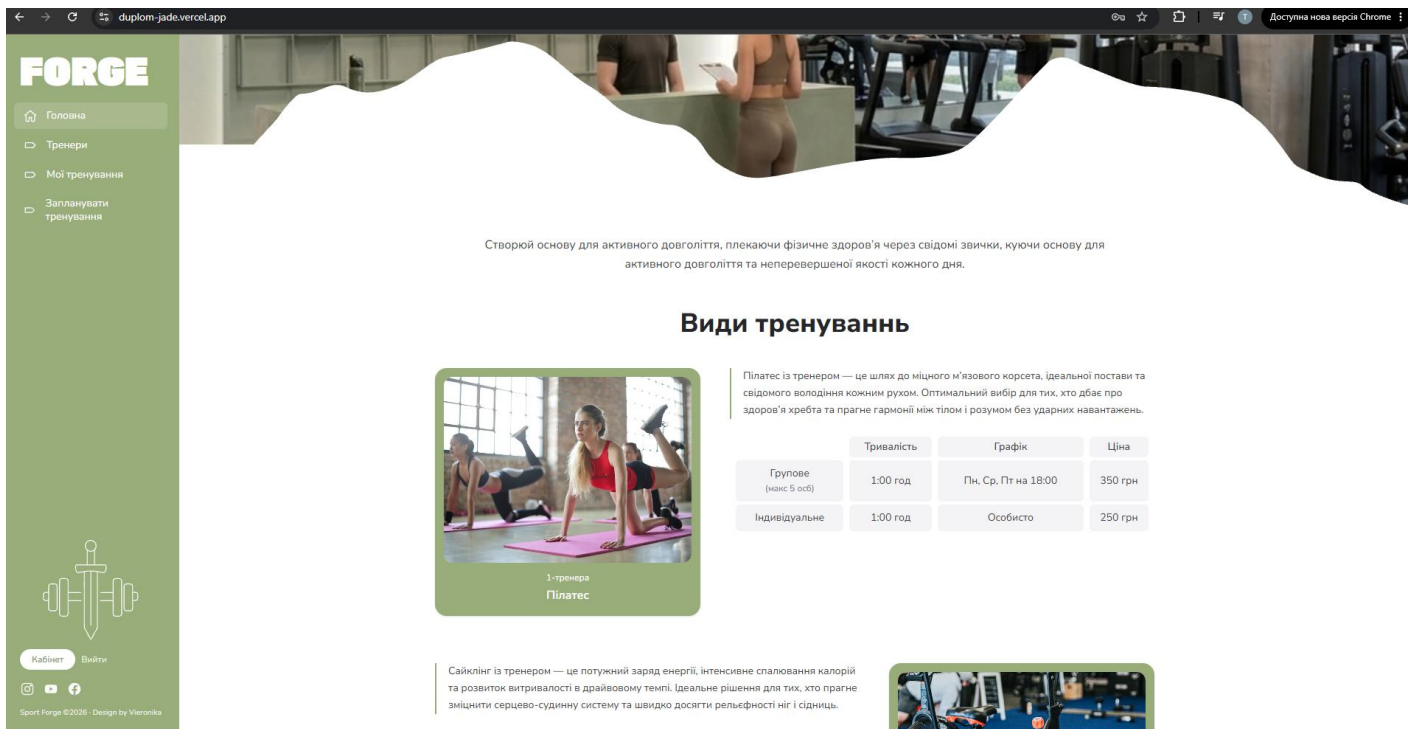 duplom-jade.vercel.app
Доступна нова версія Chrome
FORGE
Головна
Тренери
Мої тренування
Запланувати
тренування
Створюй основу для активного довголіття, плекаючи фізичне здоров’я через свідомі звички, куючи основу для
активного довголіття та неперевершеної якості кожного дня.
Види тренуваннь
1-тренера
Пілатес
Пілатес із тренером — це шлях до міцного м’язового корсета, ідеальної постави та
свідомого володіння кожним рухом. Оптимальний вибір для тих, хто дбає про
здоров’я хребта та прагне гармонії між тілом і розумом без ударних навантажень.
Тривалість Графік Ціна
Групове
(макс 5 осб)
1:00 год Пн, Ср, Пт на 18:00 350 грн
Індивідуальне 1:00 год Особисто 250 грн
Сайклінг із тренером — це потужний заряд енергії, інтенсивне спалювання калорій
та розвиток витривалості в драйвовому темпі. Ідеальне рішення для тих, хто прагне
зміцнити серцево-судинну систему та швидко досягти рельєфності ніг і сідниць.
Кабінет Вийти
Sport Forge ©2026 · Design by Vieronika